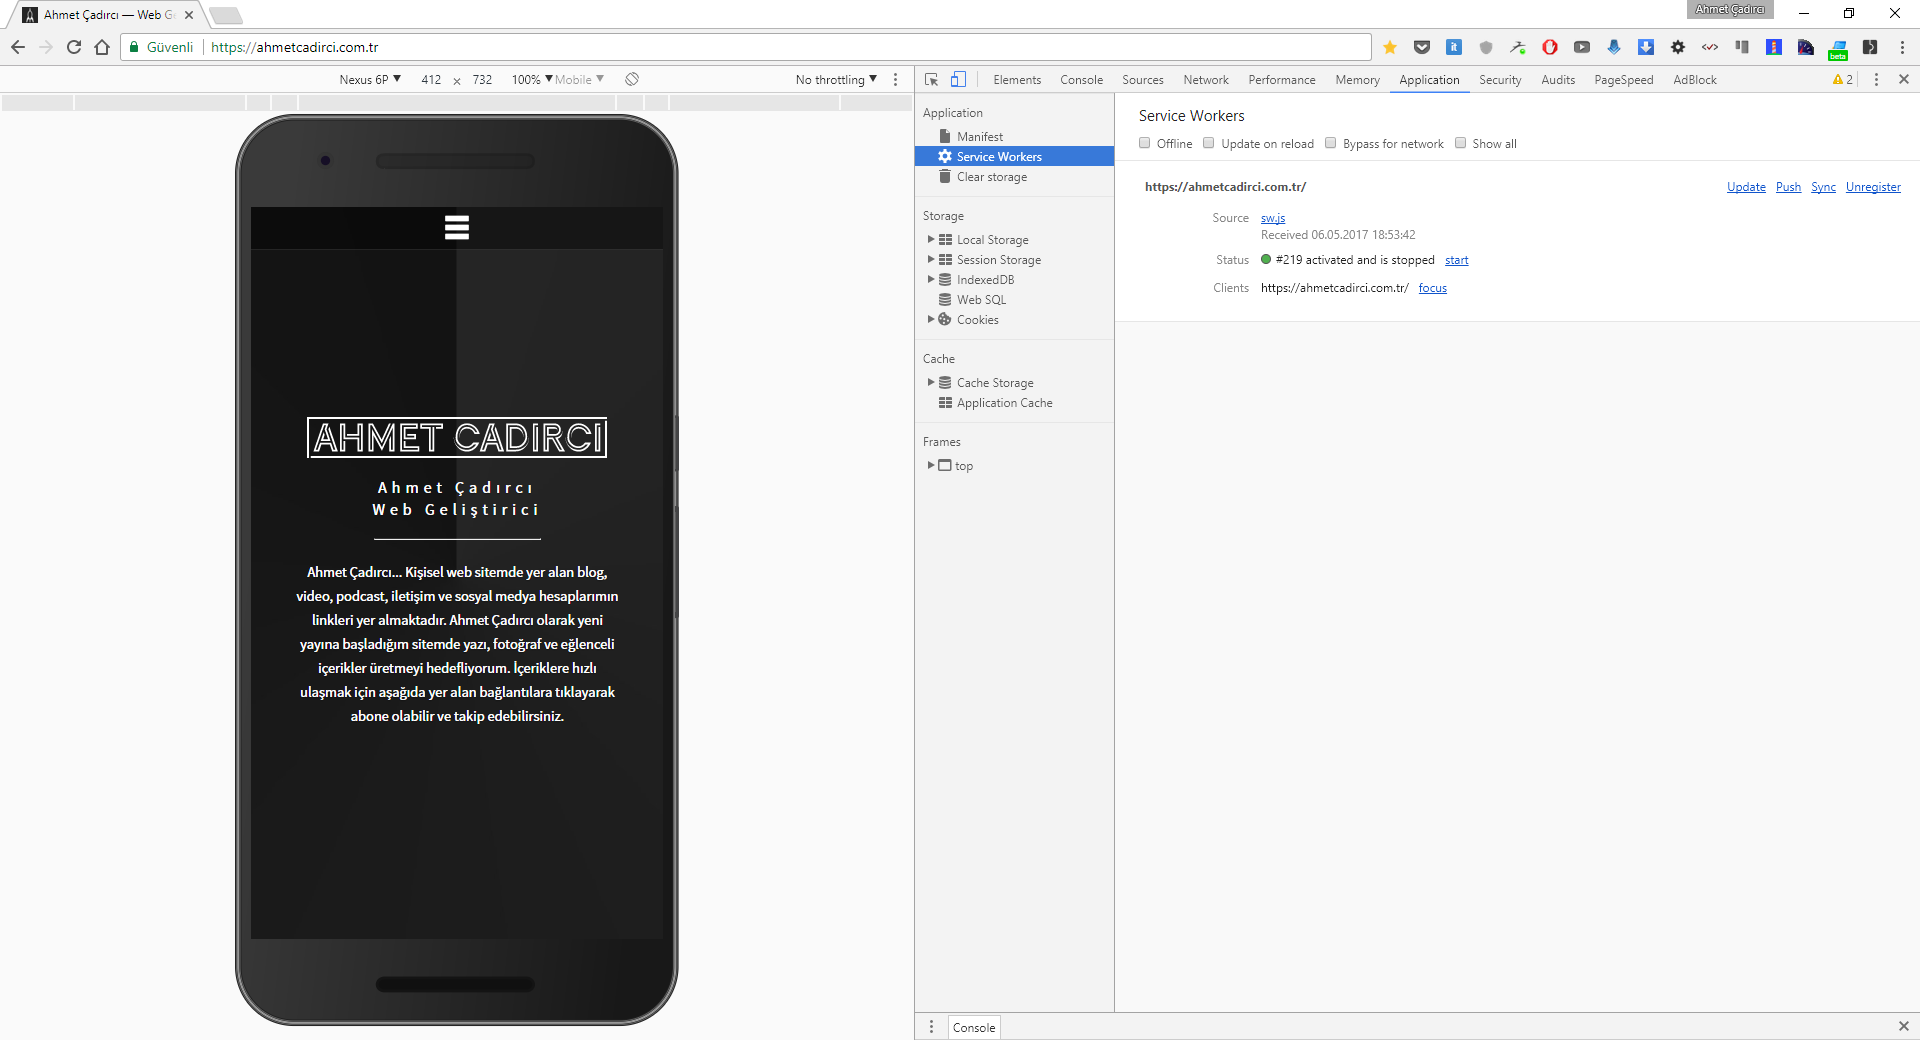 Ahmet Çadırcı — Web Ge
Ahmet Çadırcı
Güvenli
https://ahmetcadirci.com.tr
beta
Nexus 6P ▼ 412 × 732 100% ▼ Mobile ▼
No throttling ▼
Elements Console Sources Network Performance Memory Application Security Audits PageSpeed AdBlock
2
AHMET CADIRCI
Ahmet Çadırcı
Web Geliştirici
Ahmet Çadırcı... Kişisel web sitemde yer alan blog,
video, podcast, iletişim ve sosyal medya hesaplarımın
linkleri yer almaktadır. Ahmet Çadırcı olarak yeni
yayına başladığım sitemde yazı, fotoğraf ve eğlenceli
içerikler üretmeyi hedefliyorum. İçeriklere hızlı
ulaşmak için aşağıda yer alan bağlantılara tıklayarak
abone olabilir ve takip edebilirsiniz.
Application
Manifest
Service Workers
Clear storage
Storage
Local Storage
Session Storage
IndexedDB
Web SQL
Cookies
Cache
Cache Storage
Application Cache
Frames
top
Service Workers
Offline Update on reload Bypass for network Show all
https://ahmetcadirci.com.tr/
Update Push Sync Unregister
Source sw.js
Received 06.05.2017 18:53:42
Status #219 activated and is stopped start
Clients https://ahmetcadirci.com.tr/ focus
Console